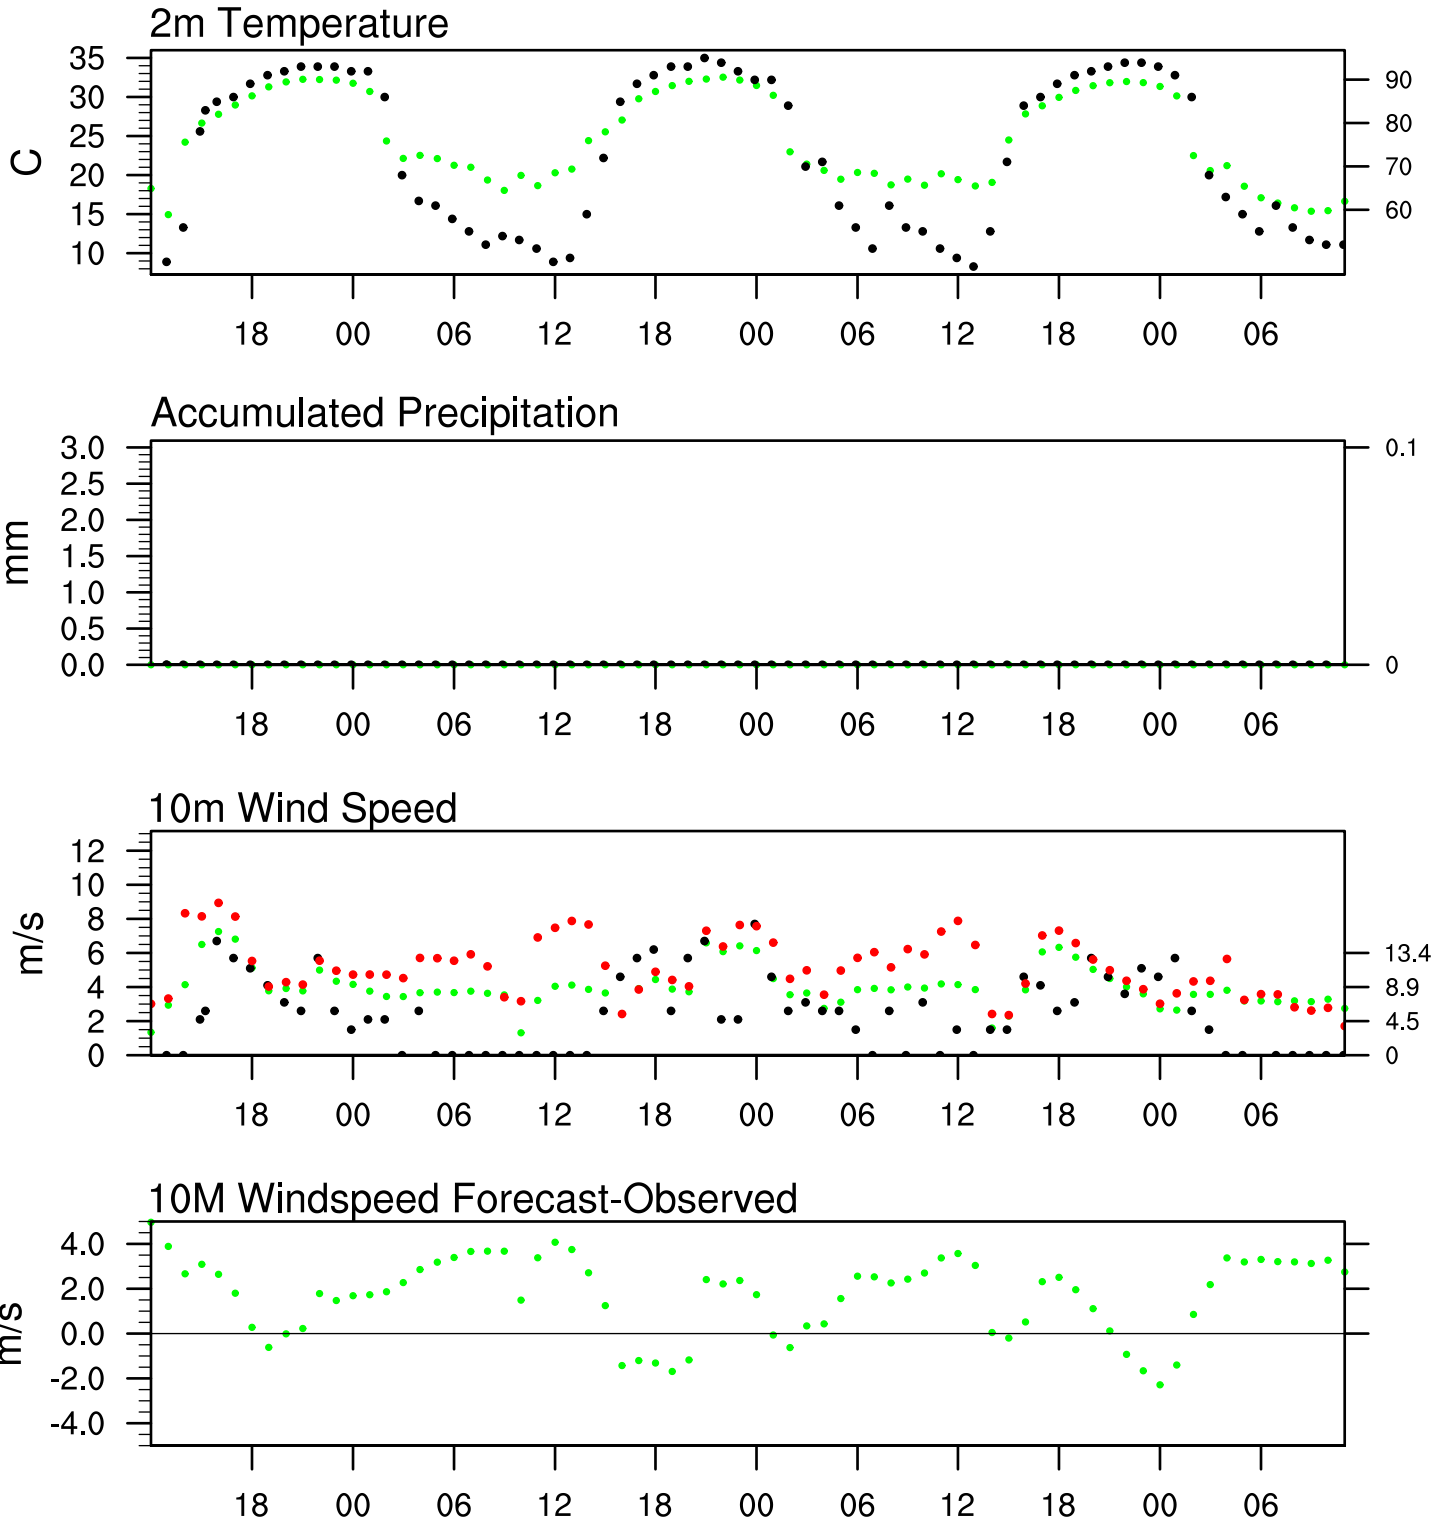 2m Temperature
35
30
25
20
15
10
C
90
80
70
60
18 00 06 12 18 00 06 12 18 00 06
Accumulated Precipitation
3.0
2.5
2.0
1.5
1.0
0.5
0.0
mm
0.1
0
18 00 06 12 18 00 06 12 18 00 06
10m Wind Speed
12
10
8
6
4
2
0
m/s
13.4
8.9
4.5
0
18 00 06 12 18 00 06 12 18 00 06
10M Windspeed Forecast-Observed
4.0
2.0
0.0
-2.0
-4.0
m/s
18 00 06 12 18 00 06 12 18 00 06